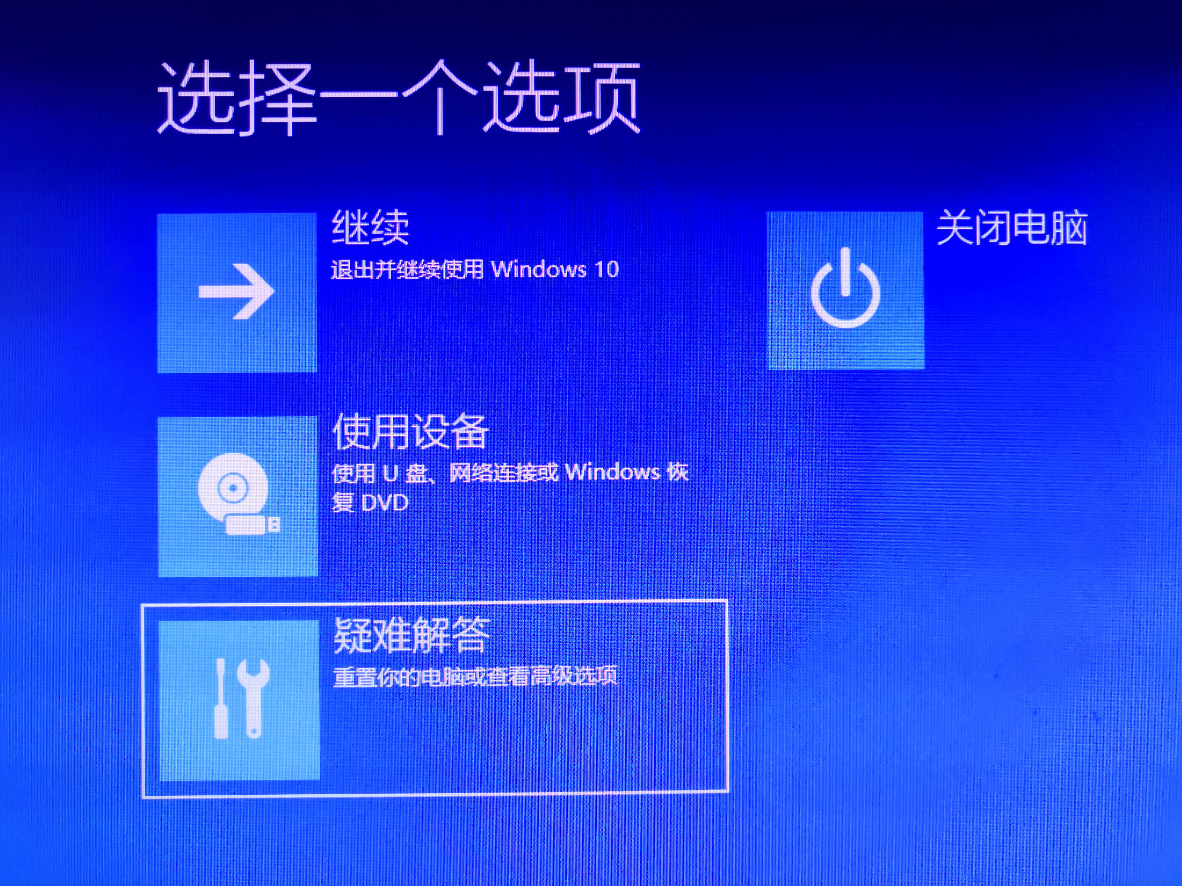 选择一个选项
继续
退出并继续使用 Windows 10
关闭电脑
使用设备
使用 U 盘、网络连接或 Windows 恢
复 DVD
疑难解答
重置你的电脑或查看高级选项